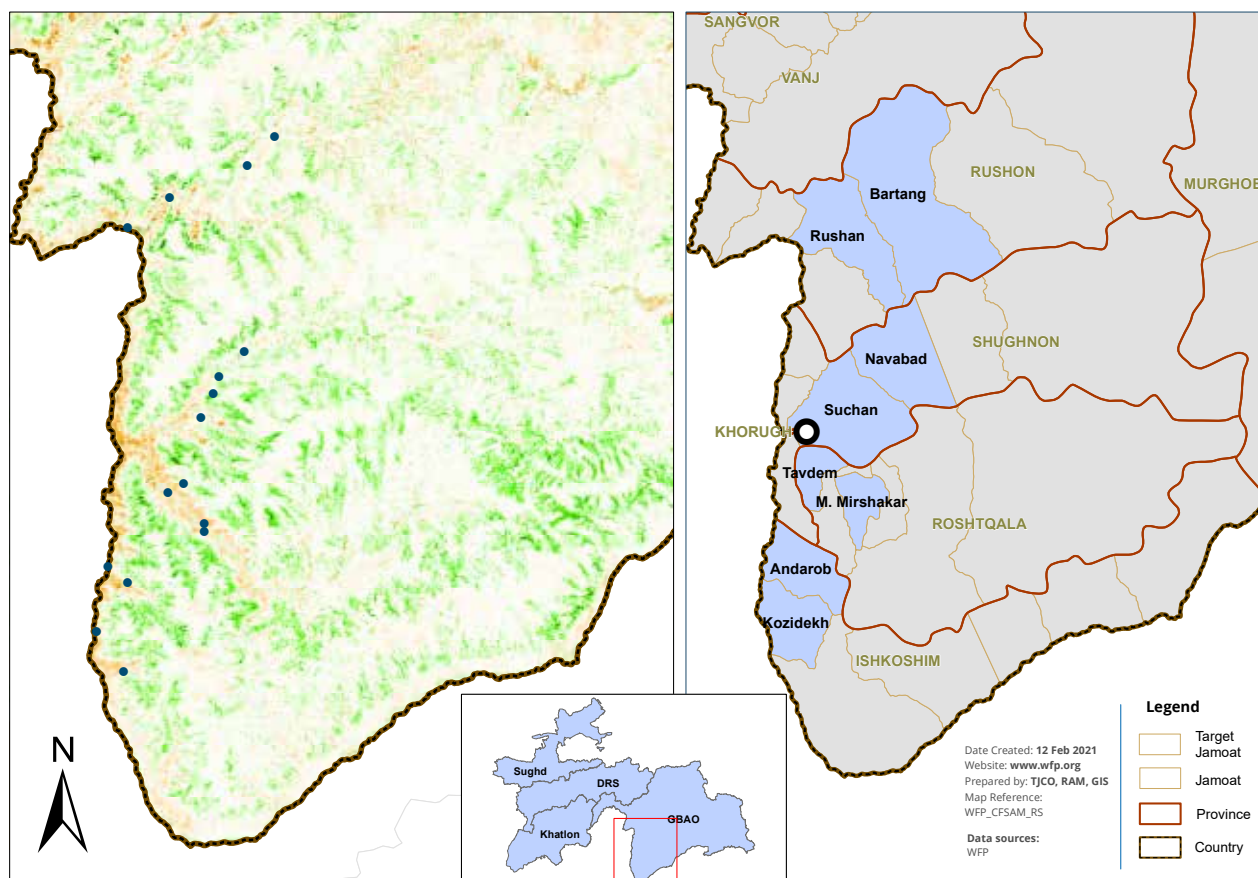 SANGVOR
VANJ
RUSHON
MURGHOB
Bartang
Rushan
SHUGHNON
Navabad
Suchan
KHORUGH
Tavdem
M. Mirshakar
ROSHTQALA
Andarob
Kozidekh
ISHKOSHIM
N
Sughd
DRS
GBAO
Khatlon
Date Created: 12 Feb 2021
Website: www.wfp.org
Prepared by: TJCO, RAM, GIS
Map Reference:
WFP_CFSAM_RS
Data sources:
WFP
Legend
Target
Jamoat
Jamoat
Province
Country